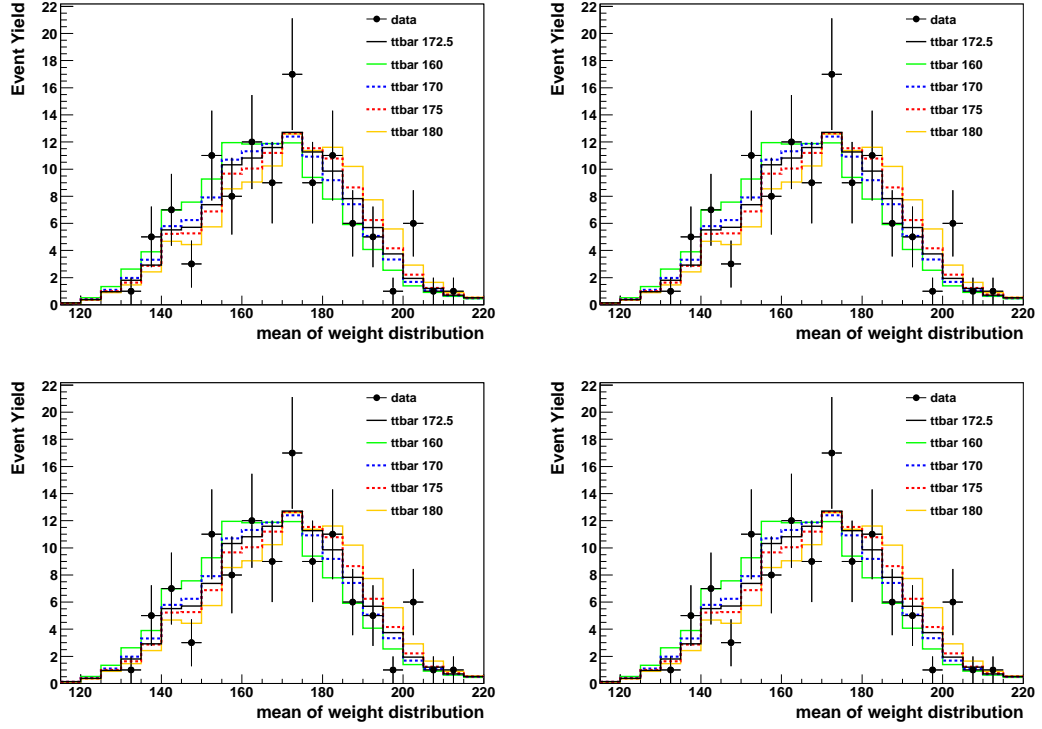 Event Yield
22
20
18
16
14
12
10
8
6
4
2
0
data
ttbar 172.5
ttbar 160
ttbar 170
ttbar 175
ttbar 180
120 140 160 180 200 220
mean of weight distribution
Event Yield
22
20
18
16
14
12
10
8
6
4
2
0
data
ttbar 172.5
ttbar 160
ttbar 170
ttbar 175
ttbar 180
120 140 160 180 200 220
mean of weight distribution
Event Yield
22
20
18
16
14
12
10
8
6
4
2
0
data
ttbar 172.5
ttbar 160
ttbar 170
ttbar 175
ttbar 180
120 140 160 180 200 220
mean of weight distribution
Event Yield
22
20
18
16
14
12
10
8
6
4
2
0
data
ttbar 172.5
ttbar 160
ttbar 170
ttbar 175
ttbar 180
120 140 160 180 200 220
mean of weight distribution